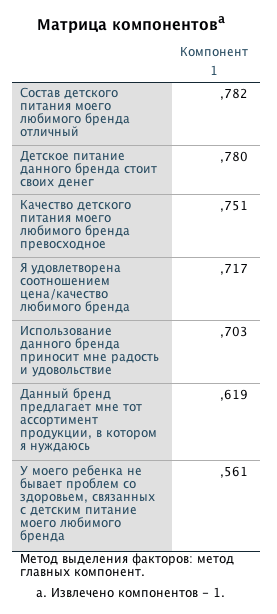 Матрица компонентовa
Компонент
1
Состав детского
питания моего
любимого бренда
отличный
,782
Детское питание
данного бренда стоит
своих денег
,780
Качество детского
питания моего
любимого бренда
превосходное
,751
Я удовлетворена
соотношением
цена/качество
любимого бренда
,717
Использование
данного бренда
приносит мне радость
и удовольствие
,703
Данный бренд
предлагает мне тот
ассортимент
продукции, в котором
я нуждаюсь
,619
У моего ребенка не
бывает проблем со
здоровьем, связанных
с детским питание
моего любимого
бренда
,561
Метод выделения факторов: метод
главных компонент.
a. Извлечено компонентов – 1.